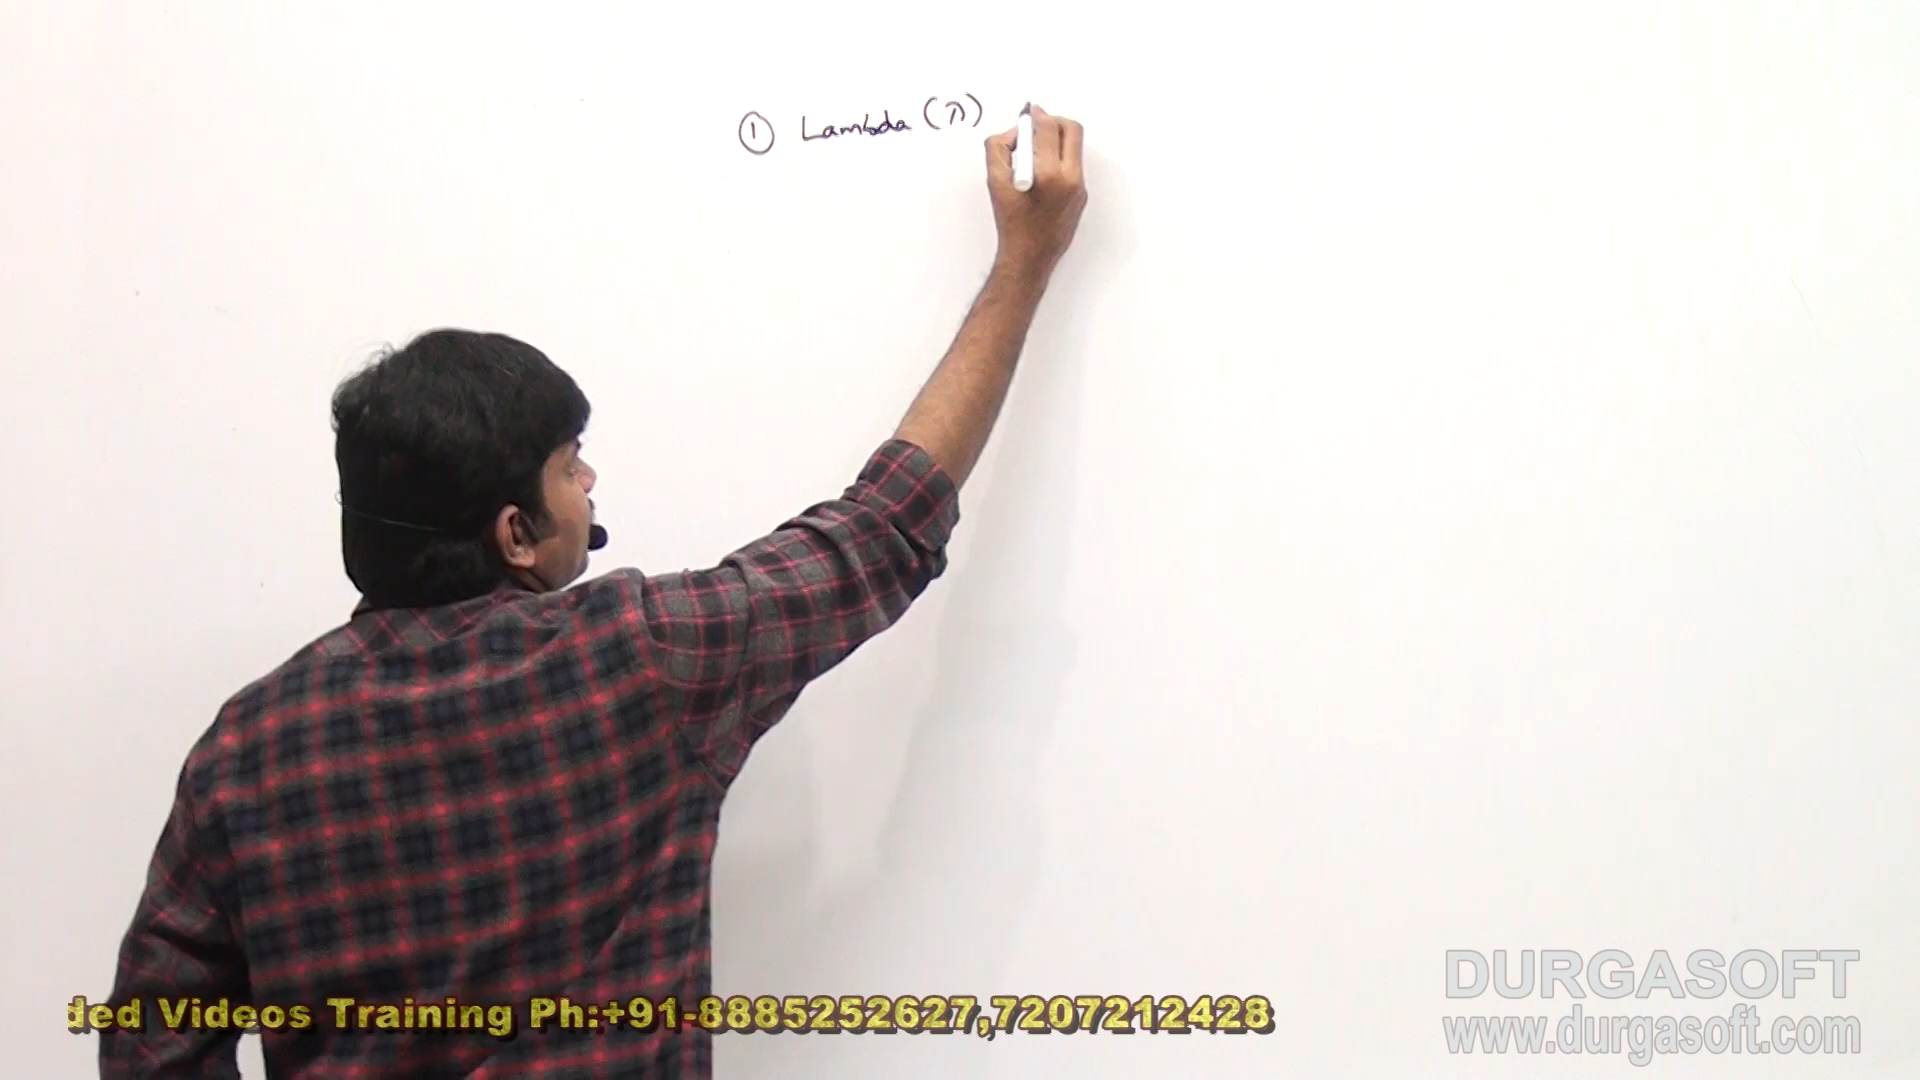 ① Lambda (λ)
ded Videos Training Ph:+91-8885252627,7207212428
DURGASOFT
www.durgasoft.com